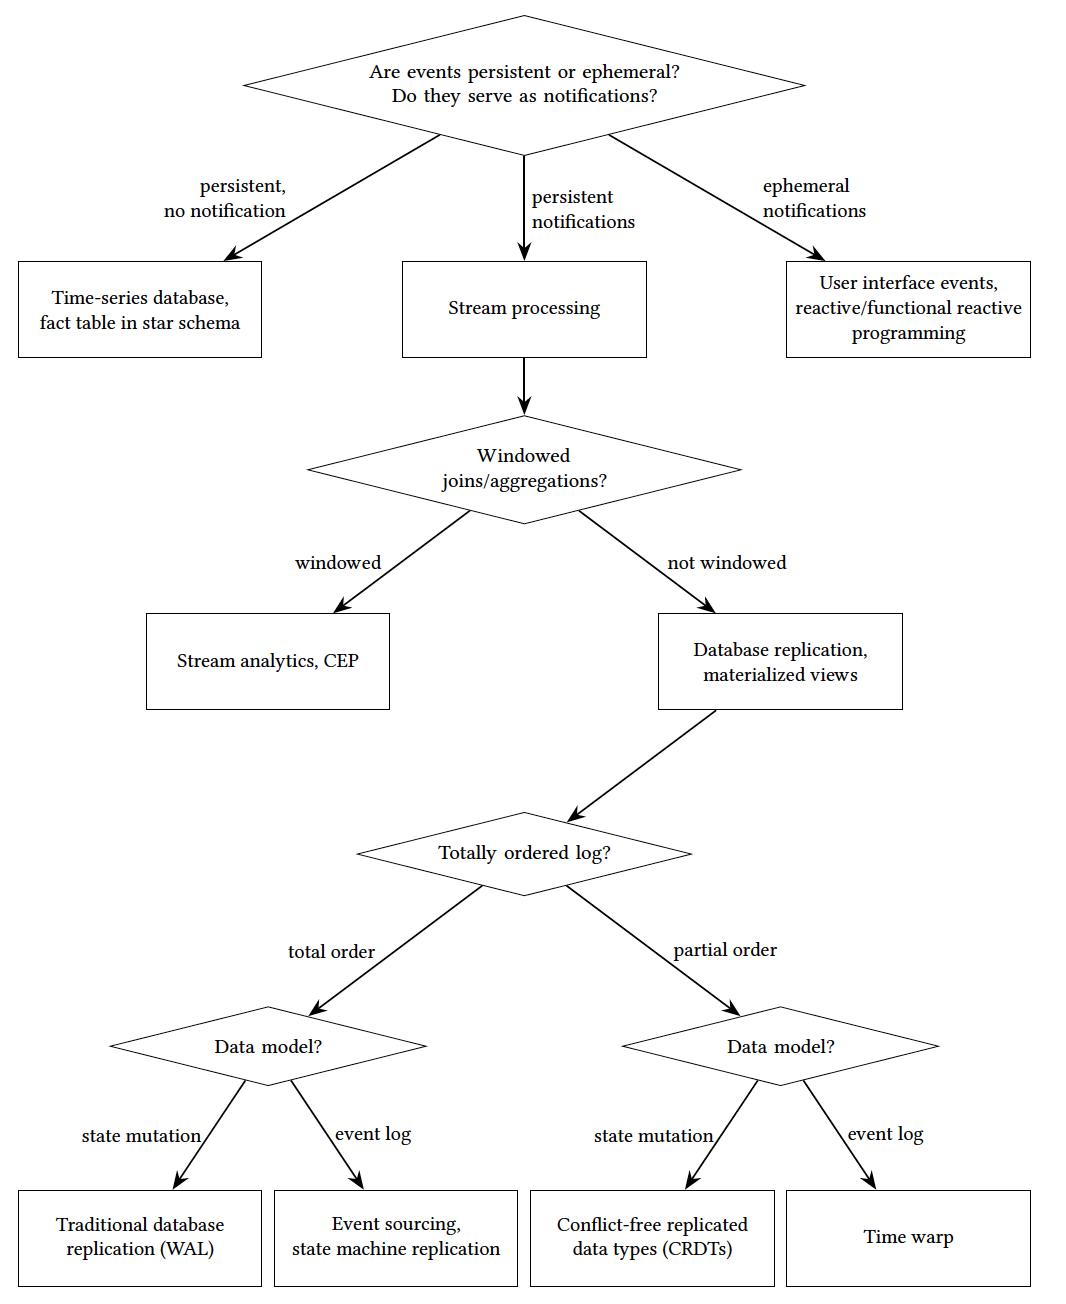 Are events persistent or ephemeral?
Do they serve as notifications?
persistent,
no notification
persistent
notifications
ephemeral
notifications
Time-series database,
fact table in star schema
Stream processing
User interface events,
reactive/functional reactive
programming
Windowed
joins/aggregations?
windowed
not windowed
Stream analytics, CEP
Database replication,
materialized views
Totally ordered log?
total order
partial order
Data model?
Data model?
state mutation
event log
state mutation
event log
Traditional database
replication (WAL)
Event sourcing,
state machine replication
Conflict-free replicated
data types (CRDTs)
Time warp